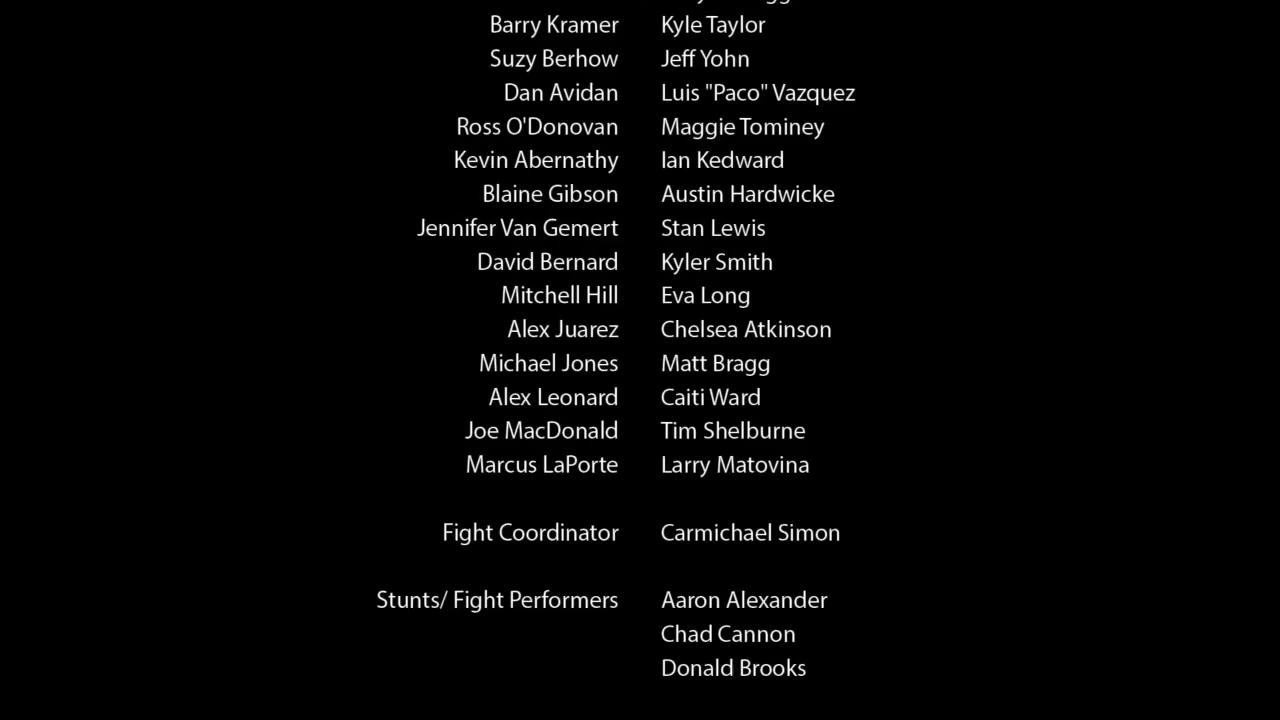 Barry Kramer Kyle Taylor
Suzy Berhow Jeff Yohn
Dan Avidan Luis "Paco" Vazquez
Ross O'Donovan Maggie Tominey
Kevin Abernathy Ian Kedward
Blaine Gibson Austin Hardwicke
Jennifer Van Gemert Stan Lewis
David Bernard Kyler Smith
Mitchell Hill Eva Long
Alex Juarez Chelsea Atkinson
Michael Jones Matt Bragg
Alex Leonard Caiti Ward
Joe MacDonald Tim Shelburne
Marcus LaPorte Larry Matovina
Fight Coordinator Carmichael Simon
Stunts/ Fight Performers Aaron Alexander
Chad Cannon
Donald Brooks